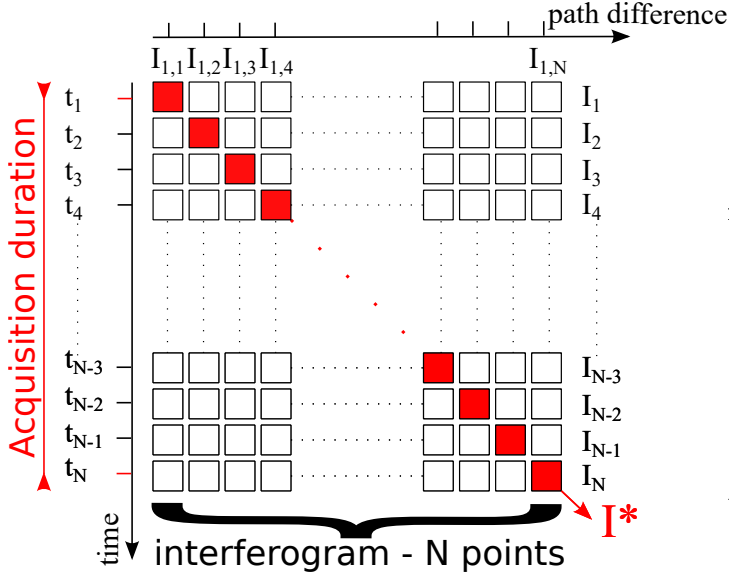 path difference
I1,1 I1,2 I1,3 I1,4 I1,N
t1 I1
t2 I2
t3 I3
t4 I4
Acquisition duration
tN-3 IN-3
tN-2 IN-2
tN-1 IN-1
tN IN
I*
time
interferogram - N points